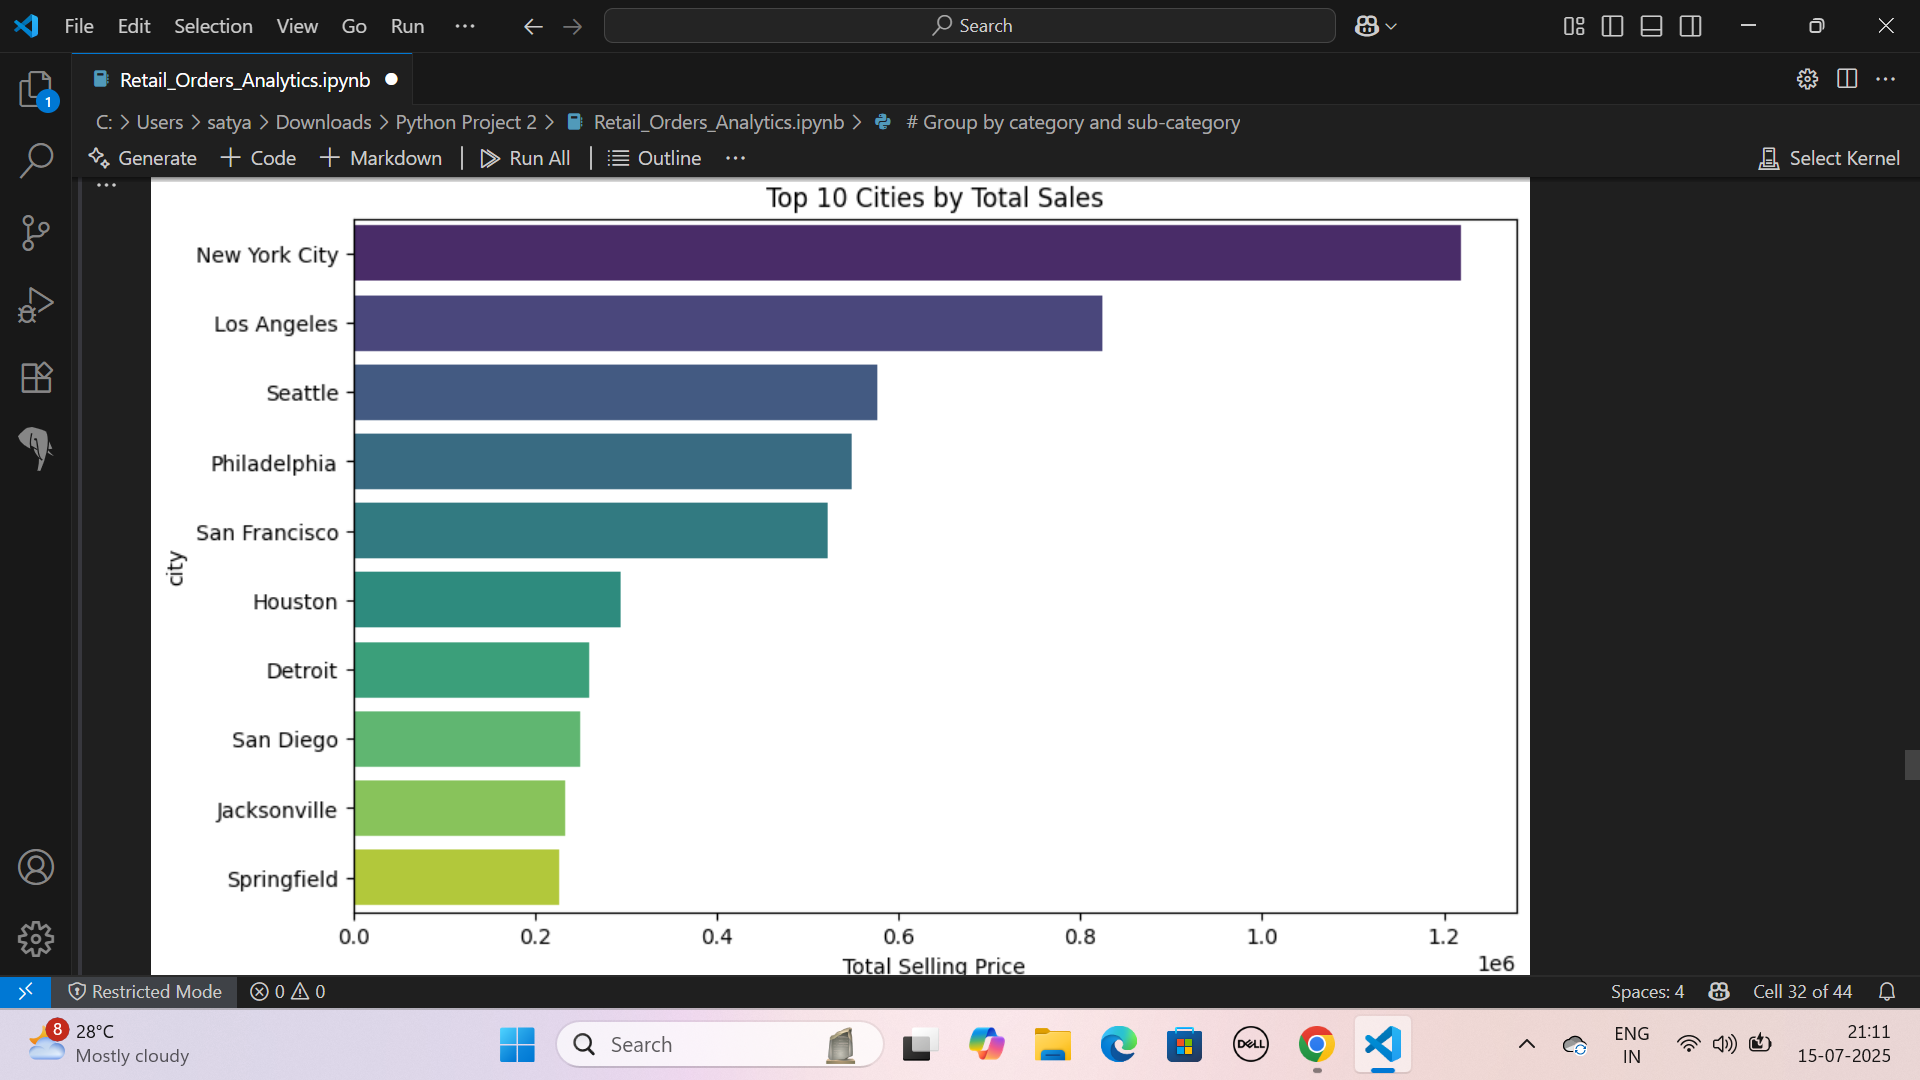 File Edit Selection View Go Run ... Search
Retail_Orders_Analytics.ipynb
1
C: > Users > satya > Downloads > Python Project 2 > Retail_Orders_Analytics.ipynb > # Group by category and sub-category
Generate + Code + Markdown | Run All | Outline ... Select Kernel
...
Top 10 Cities by Total Sales
New York City
Los Angeles
Seattle
Philadelphia
San Francisco
city
Houston
Detroit
San Diego
Jacksonville
Springfield
0.0 0.2 0.4 0.6 0.8 1.0 1.2
Total Selling Price 1e6
Restricted Mode 0 0 Spaces: 4 Cell 32 of 44
8 28°C
Mostly cloudy
Search
DELL
ENG
IN
21:11
15-07-2025